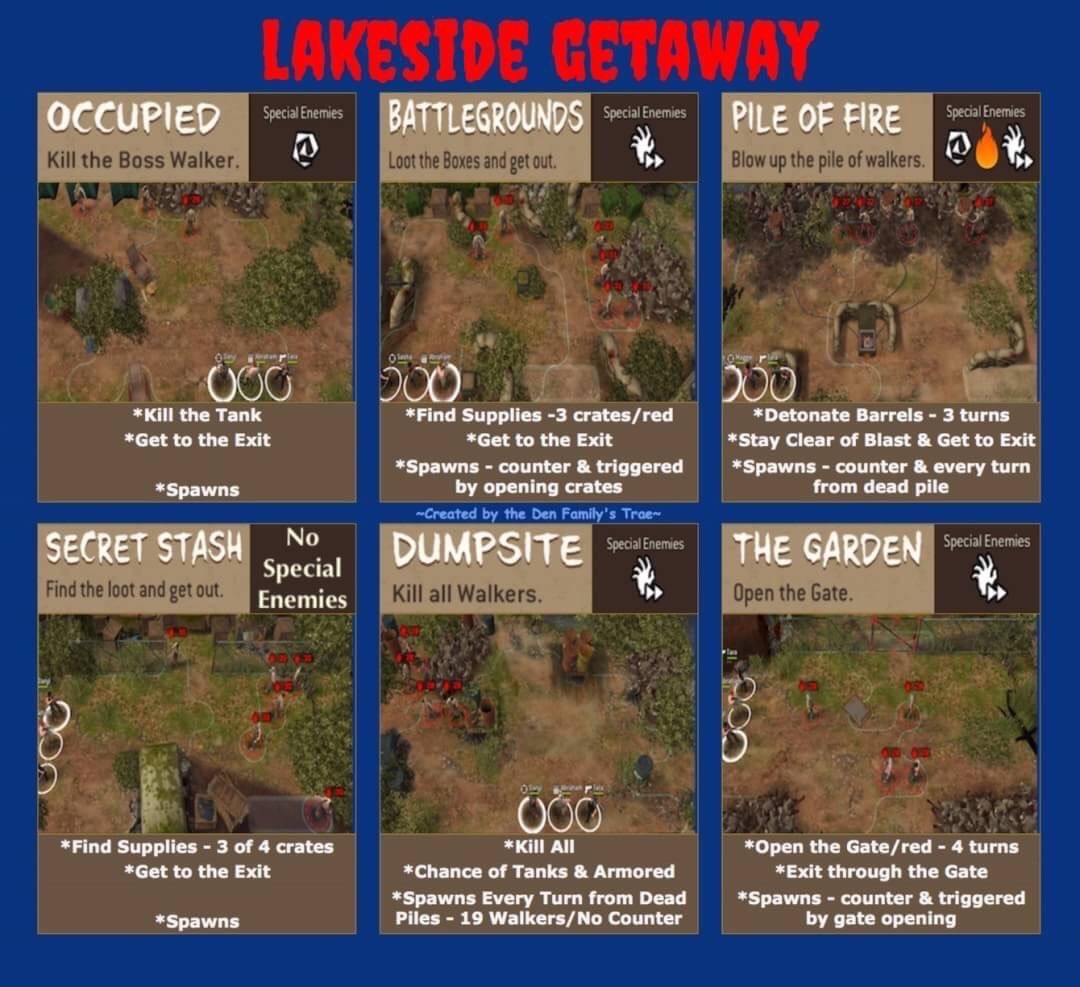 LAKESIDE GETAWAY
OCCUPIED
Kill the Boss Walker.
Special Enemies
BATTLEGROUNDS
Loot the Boxes and get out.
Special Enemies
PILE OF FIRE
Blow up the pile of walkers.
Special Enemies
*Kill the Tank
*Get to the Exit
*Spawns
*Find Supplies -3 crates/red
*Get to the Exit
*Spawns - counter & triggered
by opening crates
*Detonate Barrels - 3 turns
*Stay Clear of Blast & Get to Exit
*Spawns - counter & every turn
from dead pile
~Created by the Den Family's Trae~
SECRET STASH
Find the loot and get out.
No
Special
Enemies
DUMPSITE
Kill all Walkers.
Special Enemies
THE GARDEN
Open the Gate.
Special Enemies
*Find Supplies - 3 of 4 crates
*Get to the Exit
*Spawns
*Kill All
*Chance of Tanks & Armored
*Spawns Every Turn from Dead
Piles - 19 Walkers/No Counter
*Open the Gate/red - 4 turns
*Exit through the Gate
*Spawns - counter & triggered
by gate opening